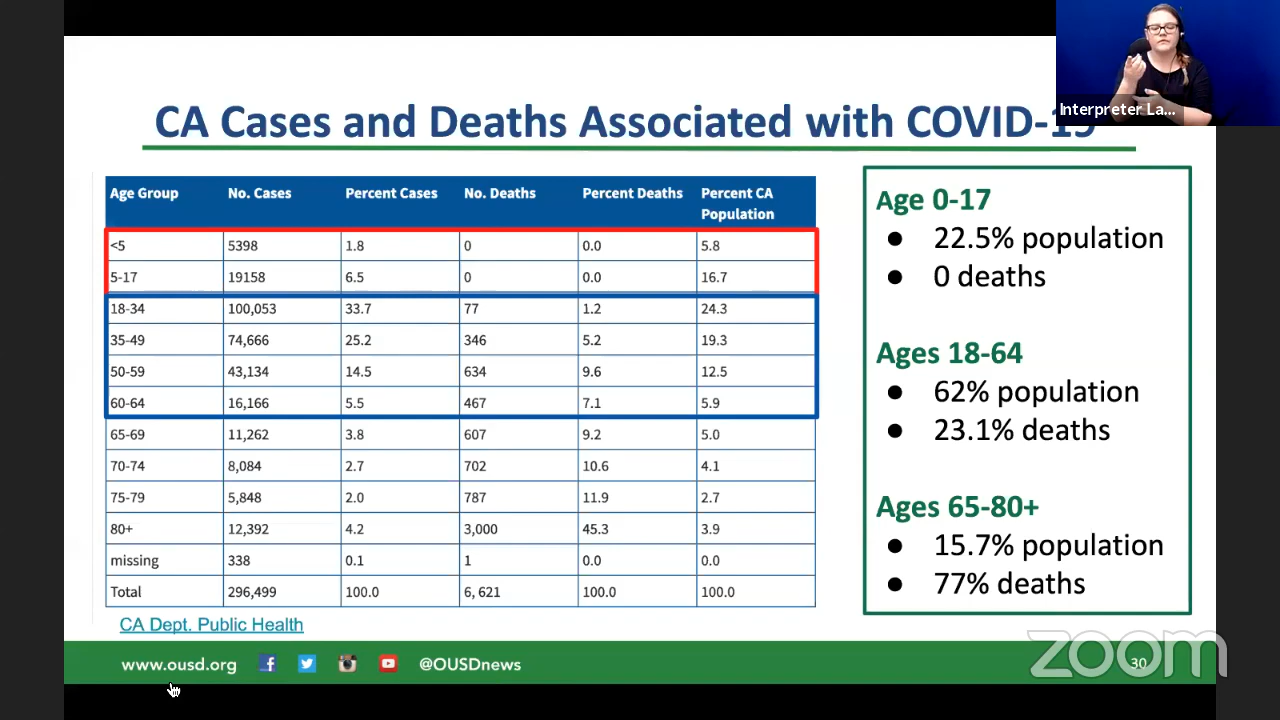 Interpreter La...
CA Cases and Deaths Associated with COVID-19
Age Group No. Cases Percent Cases No. Deaths Percent Deaths Percent CA Population
<5 5398 1.8 0 0.0 5.8
5-17 19158 6.5 0 0.0 16.7
18-34 100,053 33.7 77 1.2 24.3
35-49 74,666 25.2 346 5.2 19.3
50-59 43,134 14.5 634 9.6 12.5
60-64 16,166 5.5 467 7.1 5.9
65-69 11,262 3.8 607 9.2 5.0
70-74 8,084 2.7 702 10.6 4.1
75-79 5,848 2.0 787 11.9 2.7
80+ 12,392 4.2 3,000 45.3 3.9
missing 338 0.1 1 0.0 0.0
Total 296,499 100.0 6, 621 100.0 100.0
CA Dept. Public Health
Age 0-17
● 22.5% population
● 0 deaths
Ages 18-64
● 62% population
● 23.1% deaths
Ages 65-80+
● 15.7% population
● 77% deaths
www.ousd.org @OUSDnews
30
zoom